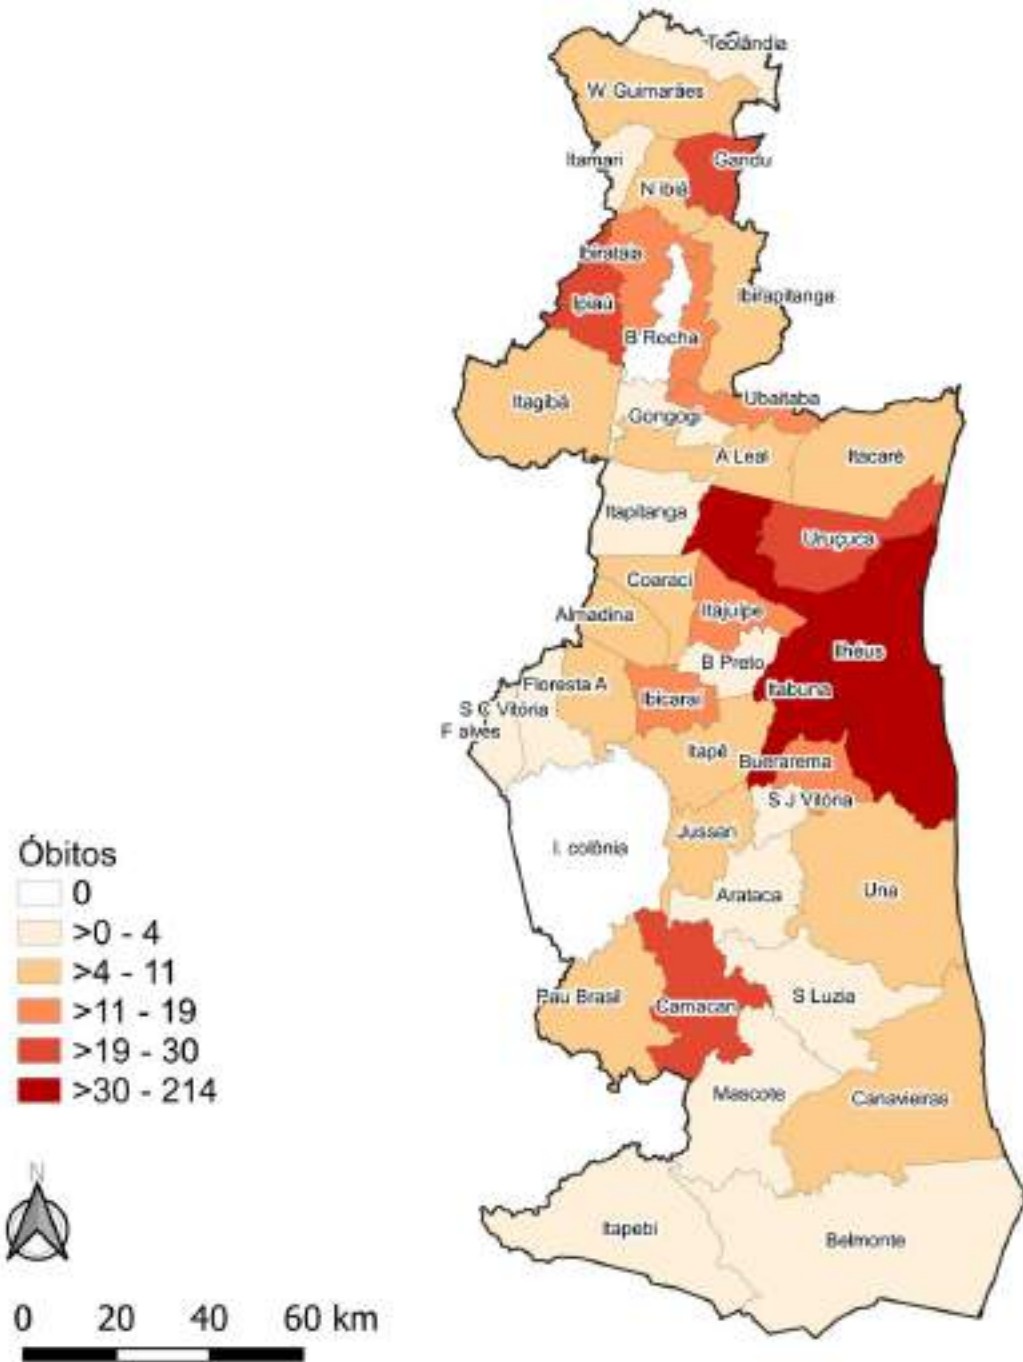 Teolândia
W. Guimarães
Itamari
Gandu
N ibiá
Ibirataia
Ipiaú
Ibirapitanga
B Rocha
Itagibá
Ubaitaba
Gongogi
A Leal
Itacaré
Itapitanga
Uruçuca
Coaraci
Almadina
Itajuípe
Ilhéus
B Preto
Floresta A
Itabuna
Ibicaraí
S C Vitória
F alves
Itapé
Buerarema
S J Vitória
Jussari
I. colônia
Arataca
Una
Pau Brasil
Camacan
S Luzia
Mascote
Canavieiras
Itapebi
Belmonte
Óbitos
0
>0 - 4
>4 - 11
>11 - 19
>19 - 30
>30 - 214
N
0 20 40 60 km